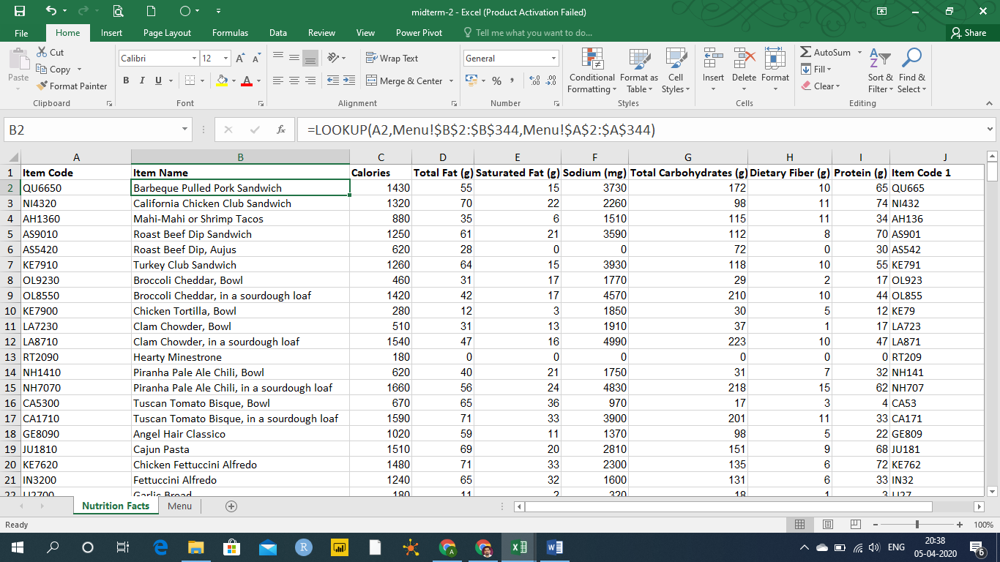 midterm-2 - Excel (Product Activation Failed)
File Home Insert Page Layout Formulas Data Review View Power Pivot Tell me what you want to do... Share
Cut
Copy
Format Painter
Paste
Clipboard
Calibri 12
B I U
Font
Wrap Text
Merge & Center
Alignment
General
% ,
Number
Conditional Formatting Format as Table Cell Styles
Styles
Insert Delete Format
Cells
AutoSum
Fill
Clear
Sort & Filter Find & Select
Editing
B2 fx =LOOKUP(A2,Menu!$B$2:$B$344,Menu!$A$2:$A$344)
A B C D E F G H I J
1 Item Code Item Name Calories Total Fat (g) Saturated Fat (g) Sodium (mg) Total Carbohydrates (g) Dietary Fiber (g) Protein (g) Item Code 1
2 QU6650 Barbeque Pulled Pork Sandwich 1430 55 15 3730 172 10 65 QU665
3 NI4320 California Chicken Club Sandwich 1320 70 22 2260 98 11 74 NI432
4 AH1360 Mahi-Mahi or Shrimp Tacos 880 35 6 1510 115 11 34 AH136
5 AS9010 Roast Beef Dip Sandwich 1250 61 21 3590 112 8 70 AS901
6 AS5420 Roast Beef Dip, Aujus 620 28 0 0 72 0 30 AS542
7 KE7910 Turkey Club Sandwich 1260 64 15 3930 118 10 55 KE791
8 OL9230 Broccoli Cheddar, Bowl 460 31 17 1770 29 2 17 OL923
9 OL8550 Broccoli Cheddar, in a sourdough loaf 1420 42 17 4570 210 10 44 OL855
10 KE7900 Chicken Tortilla, Bowl 280 12 3 1850 30 5 12 KE79
11 LA7230 Clam Chowder, Bowl 510 31 13 1910 37 1 17 LA723
12 LA8710 Clam Chowder, in a sourdough loaf 1540 47 16 4990 223 10 47 LA871
13 RT2090 Hearty Minestrone 180 0 0 0 0 0 0 RT209
14 NH1410 Piranha Pale Ale Chili, Bowl 620 40 21 1750 31 7 32 NH141
15 NH7070 Piranha Pale Ale Chili, in a sourdough loaf 1660 56 24 4830 218 15 62 NH707
16 CA5300 Tuscan Tomato Bisque, Bowl 670 65 36 970 17 3 4 CA53
17 CA1710 Tuscan Tomato Bisque, in a sourdough loaf 1590 71 33 3900 201 11 33 CA171
18 GE8090 Angel Hair Classico 1020 59 11 1370 98 5 22 GE809
19 JU1810 Cajun Pasta 1510 69 20 2810 151 9 68 JU181
20 KE7620 Chicken Fettuccini Alfredo 1480 71 33 2300 135 6 72 KE762
21 IN3200 Fettuccini Alfredo 1240 65 32 1600 131 6 33 IN32
22 Garlic Bread 180 11 2 320 18 1 3
Nutrition Facts Menu
Ready 100%
ENG 20:38
05-04-2020 6